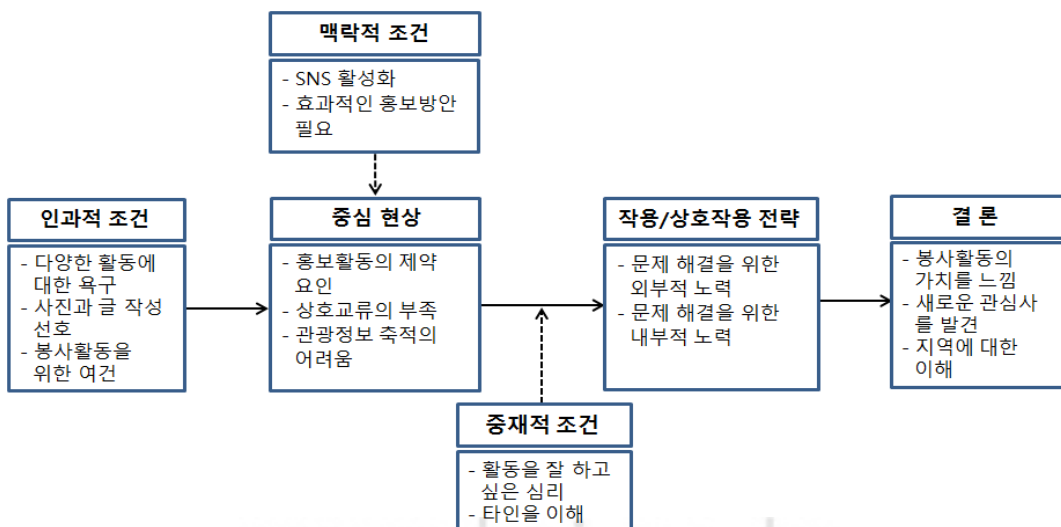 맥락적 조건
- SNS 활성화
- 효과적인 홍보방안
필요
인과적 조건
- 다양한 활동에
대한 욕구
- 사진과 글 작성
선호
- 봉사활동을
위한 여건
중심 현상
- 홍보활동의 제약
요인
- 상호교류의 부족
- 관광정보 축적의
어려움
작용/상호작용 전략
- 문제 해결을 위한
외부적 노력
- 문제 해결을 위한
내부적 노력
결 론
- 봉사활동의
가치를 느낌
- 새로운 관심사
를 발견
- 지역에 대한
이해
중재적 조건
- 활동을 잘 하고
싶은 심리
- 타인을 이해